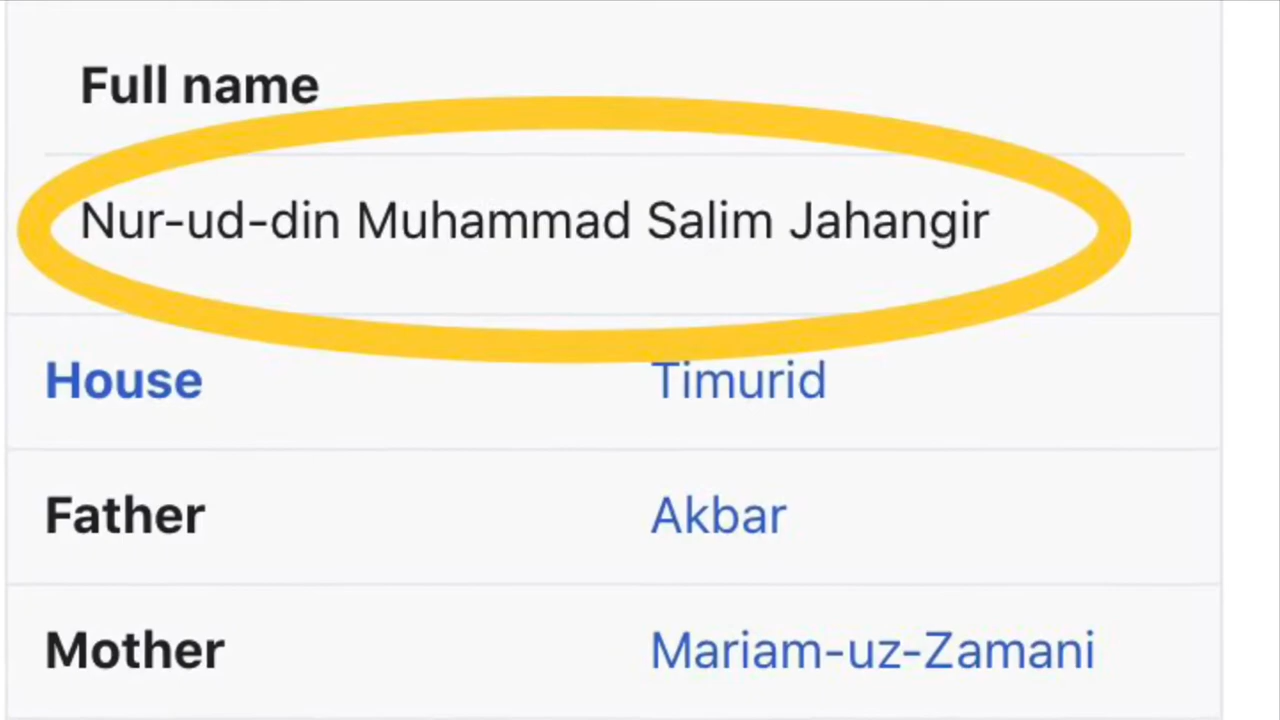 Full name
Nur-ud-din Muhammad Salim Jahangir
House Timurid
Father Akbar
Mother Mariam-uz-Zamani